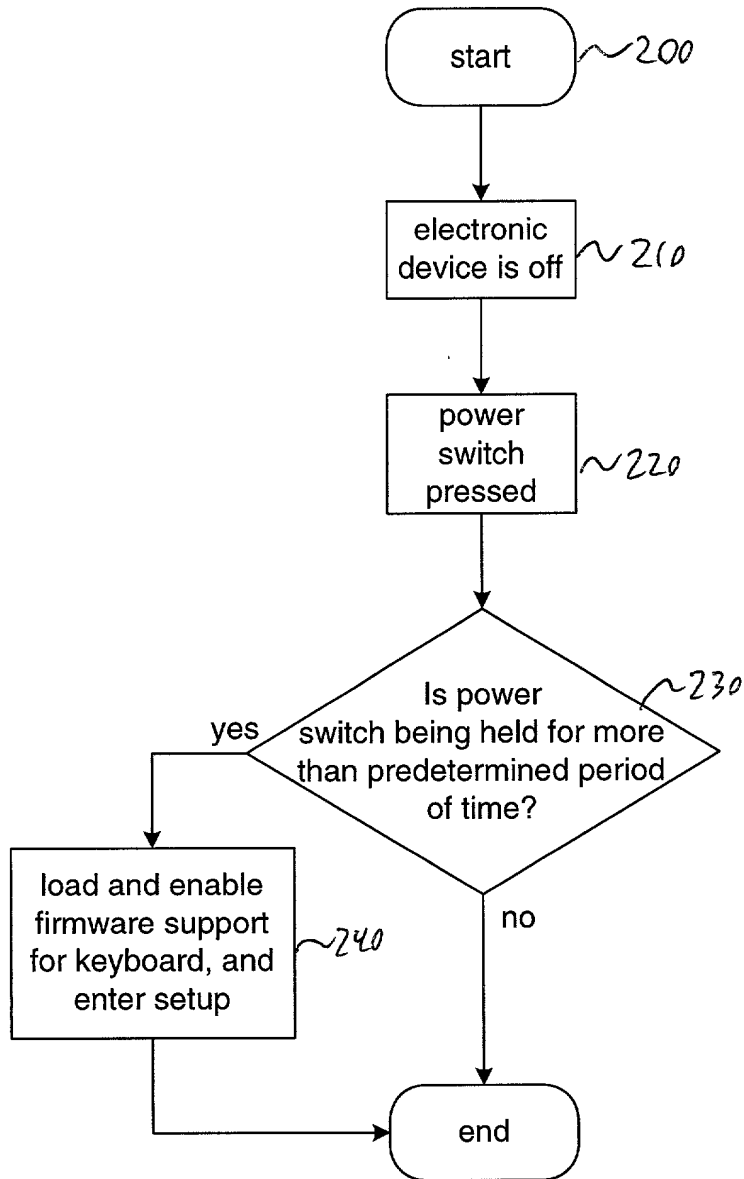 start
~200
electronic
device is off
~210
power
switch
pressed
~220
Is power
switch being held for more
than predetermined period
of time?
~230
yes
no
load and enable
firmware support
for keyboard, and
enter setup
~240
end